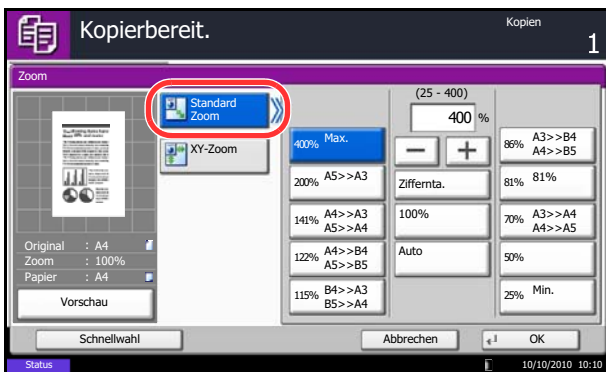 Kopierbereit.
Kopien
1
Zoom
Standard
Zoom
XY-Zoom
(25 - 400)
400 %
400% Max.
200% A5>>A3
141% A4>>A3
A5>>A4
122% A4>>B4
A5>>B5
115% B4>>A3
B5>>A4
Ziffernta.
100%
Auto
86% A3>>B4
A4>>B5
81% 81%
70% A3>>A4
A4>>A5
50%
25% Min.
Original : A4
Zoom : 100%
Papier : A4
Vorschau
Schnellwahl
Abbrechen
OK
Status
10/10/2010 10:10